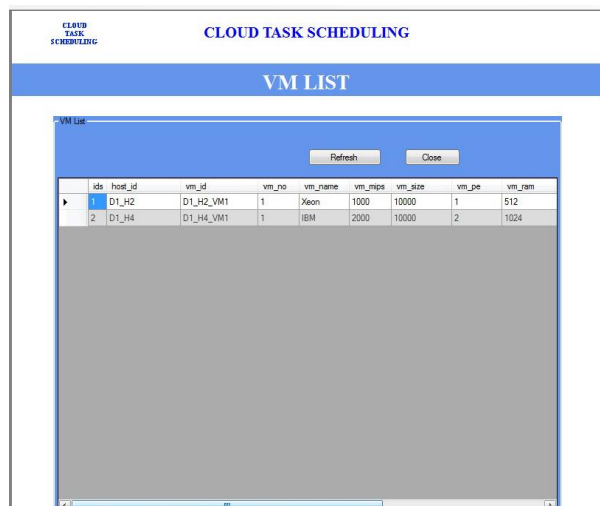 CLOUD
TASK
SCHEDULING
CLOUD TASK SCHEDULING
VM LIST
VM List
Refresh Close
ids host_id vm_id vm_no vm_name vm_mips vm_size vm_pe vm_ram
1 D1_H2 D1_H2_VM1 1 Xeon 1000 10000 1 512
2 D1_H4 D1_H4_VM1 1 IBM 2000 10000 2 1024